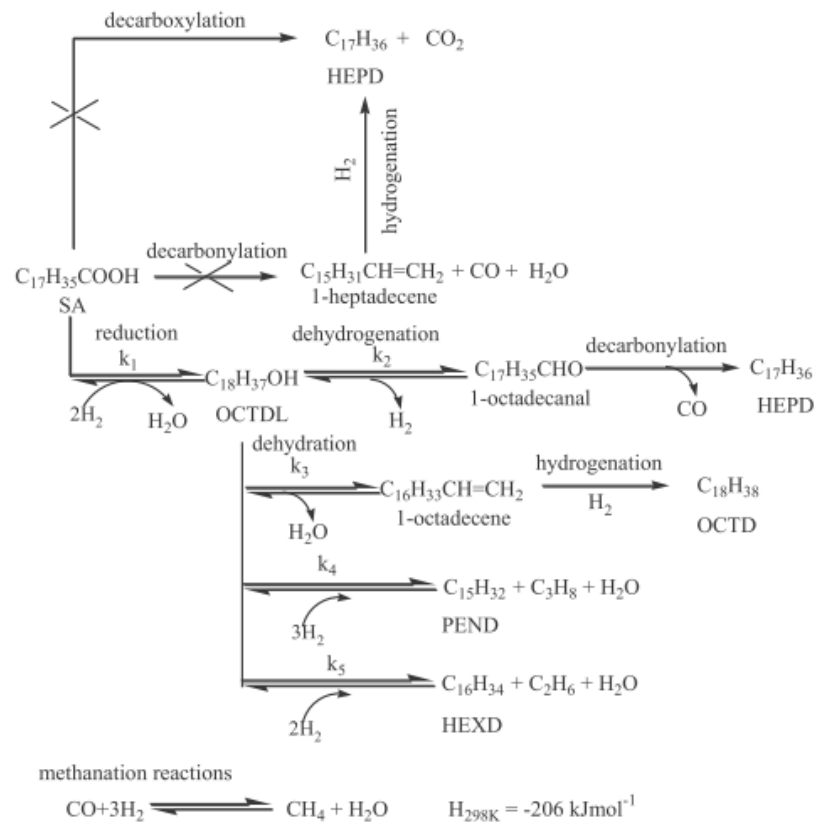 decarboxylation
C₁₇H₃₆ + CO₂
HEPD
H₂
hydrogenation
decarbonylation
C₁₇H₃₅COOH
C₁₅H₃₁CH=CH₂ + CO + H₂O
SA
1-heptadecene
reduction
k₁
2H₂
H₂O
C₁₈H₃₇OH
OCTDL
dehydrogenation
k₂
H₂
C₁₇H₃₅CHO
1-octadecanal
decarbonylation
CO
C₁₇H₃₆
HEPD
dehydration
k₃
H₂O
C₁₆H₃₃CH=CH₂
1-octadecene
hydrogenation
H₂
C₁₈H₃₈
OCTD
k₄
3H₂
C₁₅H₃₂ + C₃H₈ + H₂O
PEND
k₅
2H₂
C₁₆H₃₄ + C₂H₆ + H₂O
HEXD
methanation reactions
CO+3H₂
CH₄ + H₂O
H₂₉₈ₖ = -206 kJmol⁻¹